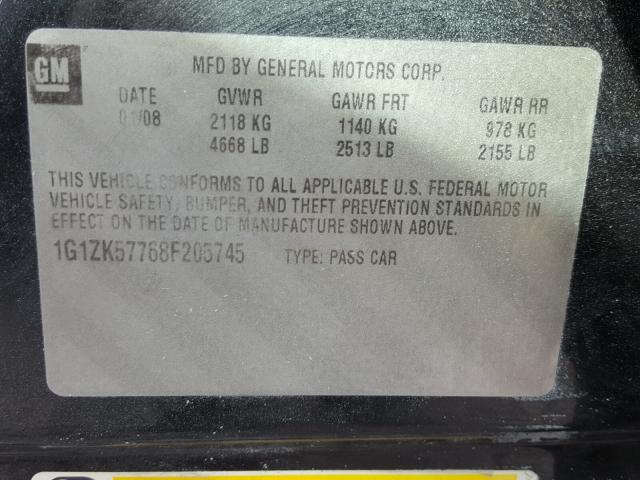 GM
MFD BY GENERAL MOTORS CORP.
DATE GVWR GAWR FRT GAWR RR
01/08 2118 KG 1140 KG 978 KG
4668 LB 2513 LB 2155 LB
THIS VEHICLE CONFORMS TO ALL APPLICABLE U.S. FEDERAL MOTOR
VEHICLE SAFETY, BUMPER, AND THEFT PREVENTION STANDARDS IN
EFFECT ON THE DATE OF MANUFACTURE SHOWN ABOVE.
1G1ZK57768F205745 TYPE: PASS CAR